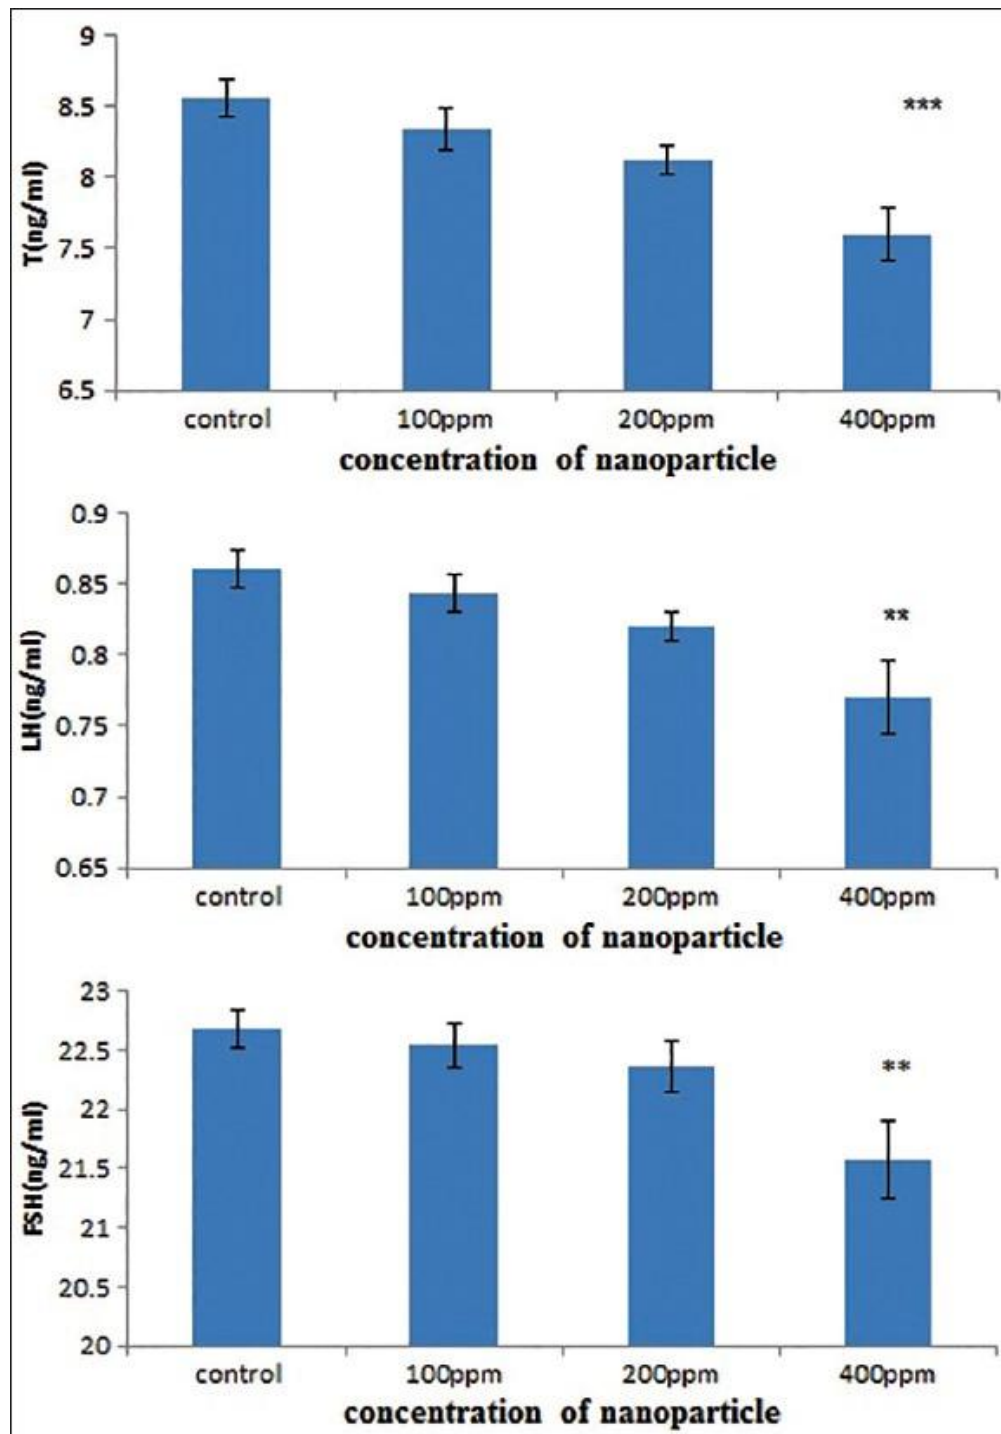 T(ng/ml)
9
8.5
8
7.5
7
6.5
***
control 100ppm 200ppm 400ppm
concentration of nanoparticle
LH(ng/ml)
0.9
0.85
0.8
0.75
0.7
0.65
**
control 100ppm 200ppm 400ppm
concentration of nanoparticle
FSH(ng/ml)
23
22.5
22
21.5
21
20.5
20
**
control 100ppm 200ppm 400ppm
concentration of nanoparticle